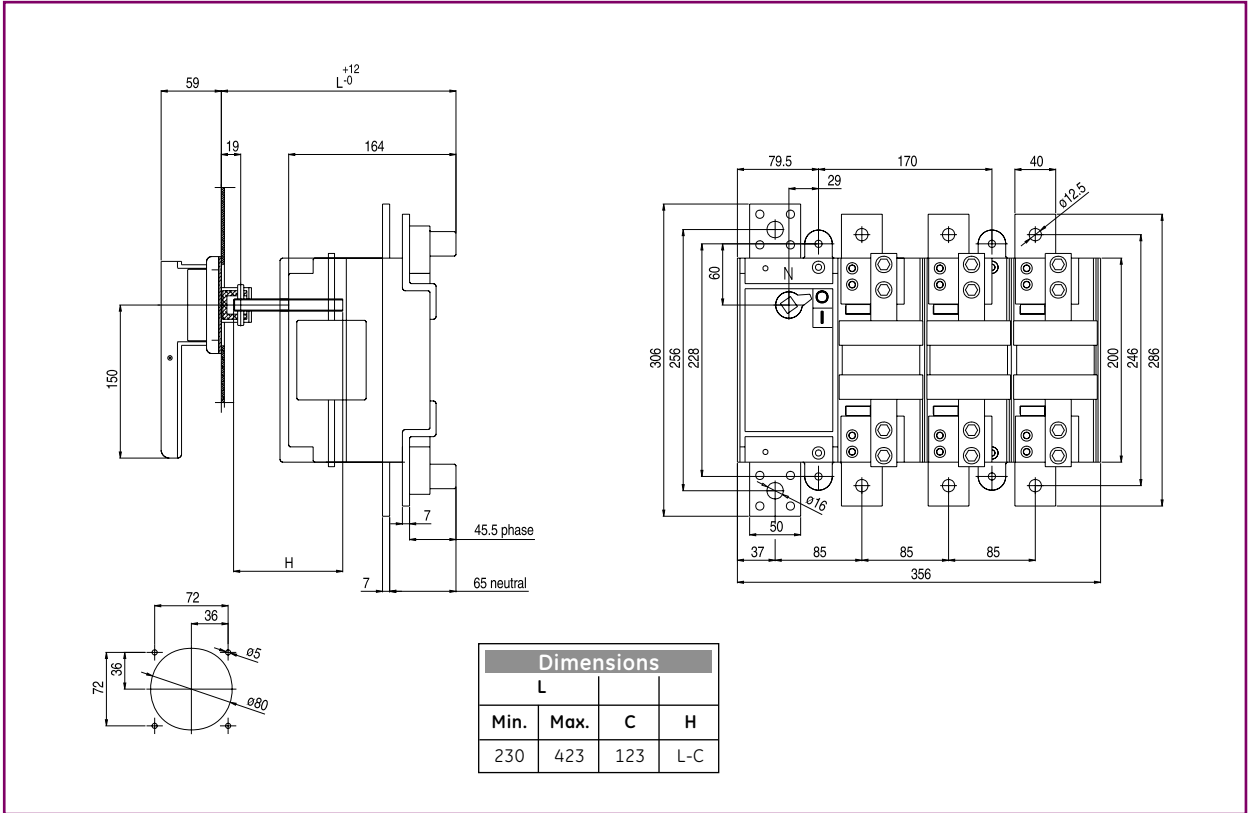 59
L +12 -0
19
164
150
H
7
45.5 phase
7
65 neutral
79.5
170
40
29
ø12.5
60
N
O
I
306
256
228
200
246
286
ø16
50
37
85
85
85
356
72
36
ø5
72
36
ø80
Dimensions
L
Min.
Max.
C
H
230
423
123
L-C